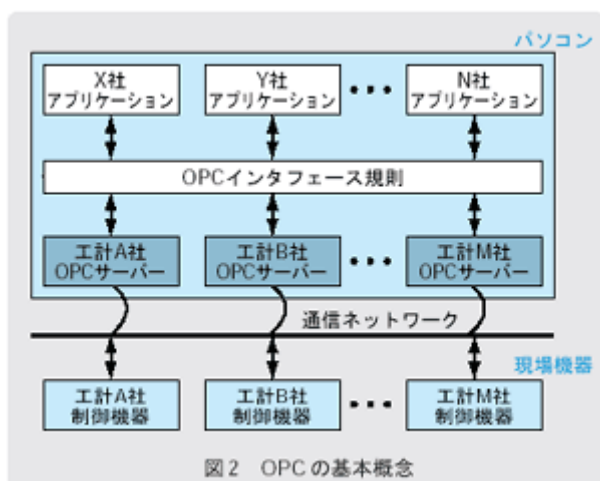 パソコン
X社
アプリケーション
Y社
アプリケーション
•••
N社
アプリケーション
OPCインタフェース規則
工計A社
OPCサーバー
工計B社
OPCサーバー
•••
工計M社
OPCサーバー
通信ネットワーク
現場機器
工計A社
制御機器
工計B社
制御機器
•••
工計M社
制御機器
図2 OPCの基本概念